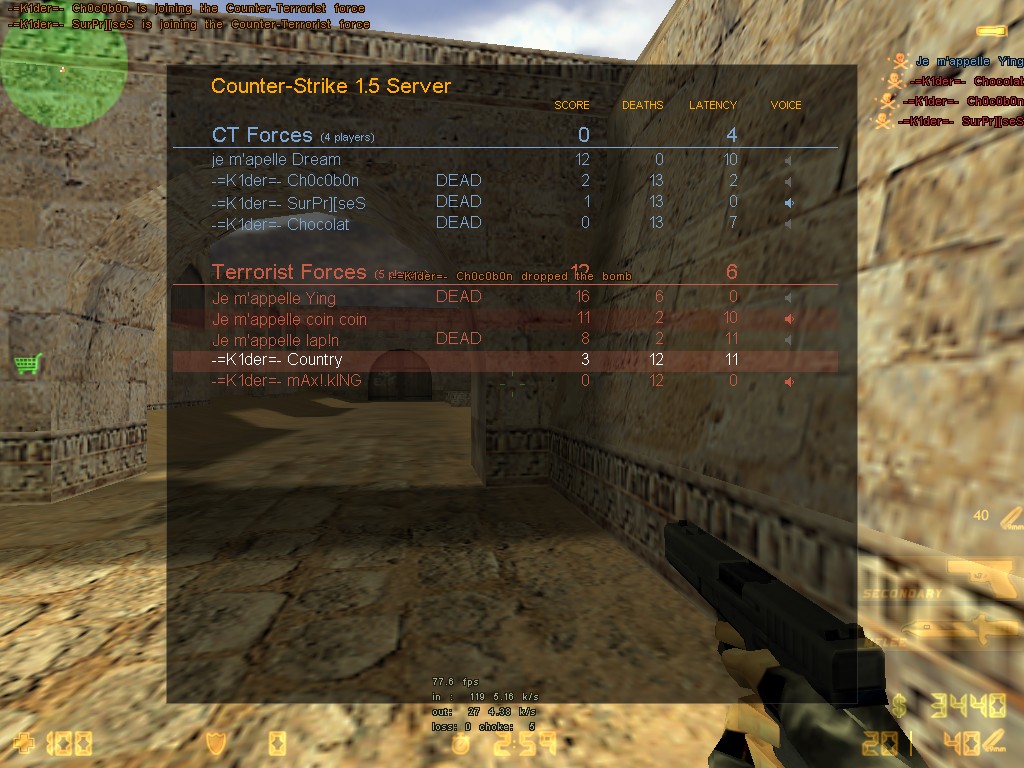 -=K1der=- Ch0c0b0n is joining the Counter-Terrorist force
-=K1der=- SurPr][seS is joining the Counter-Terrorist force
Je m'appelle Ying
-=K1der=- Chocolat
-=K1der=- Ch0c0b0n
-=K1der=- SurPr][seS
Counter-Strike 1.5 Server
SCORE DEATHS LATENCY VOICE
CT Forces (4 players) 0 4
je m'apelle Dream 12 0 10
-=K1der=- Ch0c0b0n DEAD 2 13 2
-=K1der=- SurPr][seS DEAD 1 13 0
-=K1der=- Chocolat DEAD 0 13 7
Terrorist Forces (5 12 6
-=K1der=- Ch0c0b0n dropped the bomb
Je m'appelle Ying DEAD 16 6 0
Je m'appelle coin coin 11 2 10
Je m'appelle lapIn DEAD 8 2 11
-=K1der=- Country 3 12 11
-=K1der=- mAxI.kING 0 12 0
40
SECONDARY
77.6 fps
in : 119 5.16 k/s
out: 27 4.38 k/s
loss: 0 choke: 6
$ 3440
100 0 2:59 20| 40